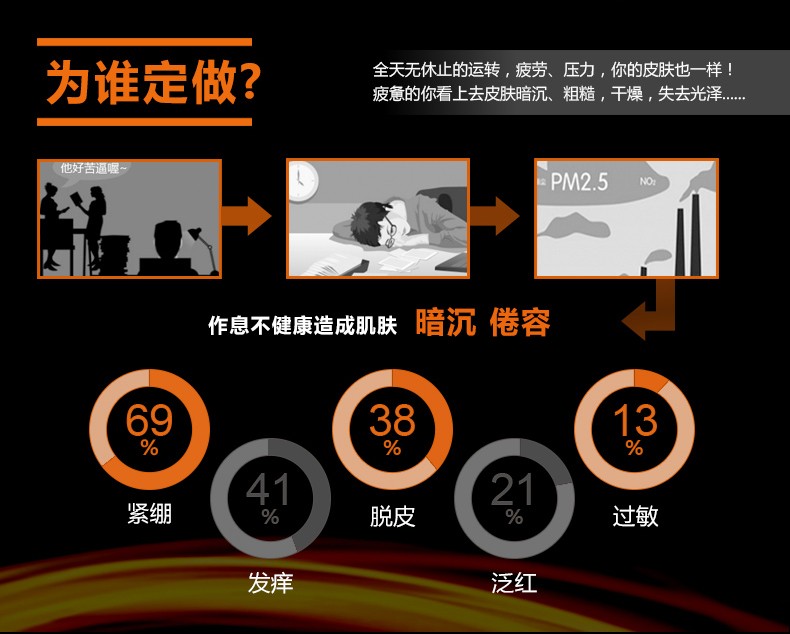 为谁定做?
全天无休止的运转，疲劳、压力，你的皮肤也一样！
疲惫的你看上去皮肤暗沉、粗糙，干燥，失去光泽......
他好苦逼喔~
PM2.5
NO₂
作息不健康造成肌肤 暗沉 倦容
69%
38%
13%
41%
21%
紧绷
脱皮
过敏
发痒
泛红